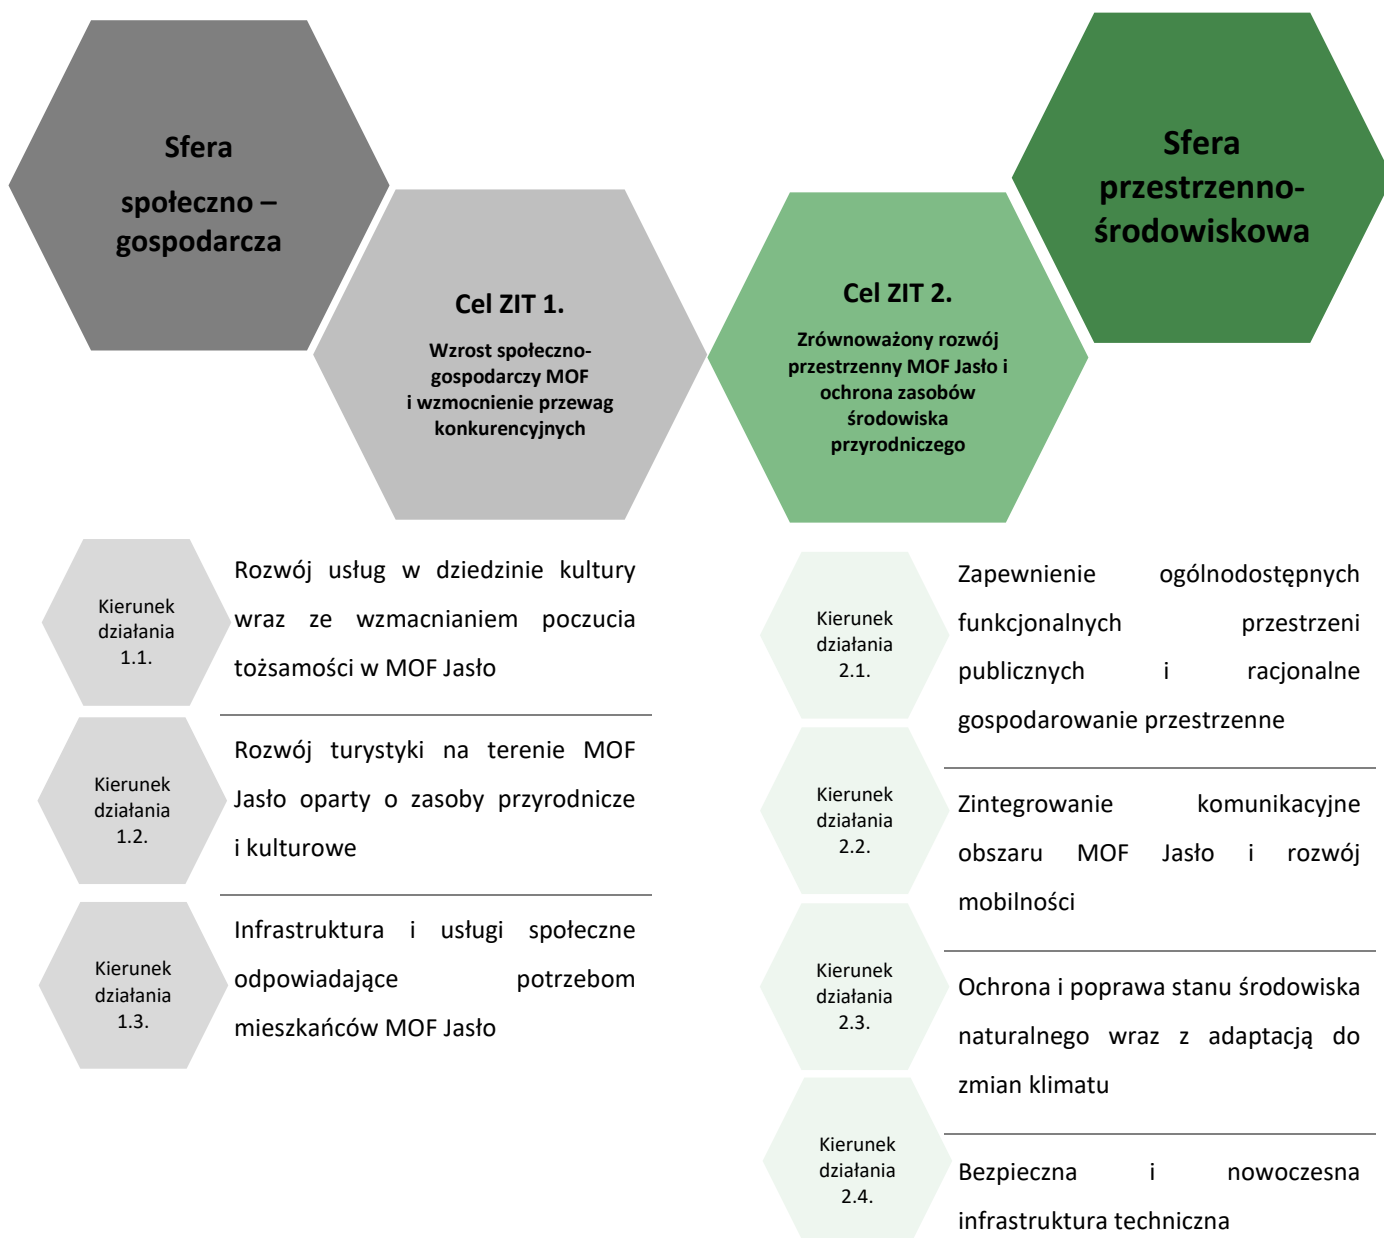 Sfera
społeczno –
gospodarcza
Cel ZIT 1.
Wzrost społeczno-
gospodarczy MOF
i wzmocnienie przewag
konkurencyjnych
Cel ZIT 2.
Zrównoważony rozwój
przestrzenny MOF Jasło i
ochrona zasobów
środowiska
przyrodniczego
Sfera
przestrzenno-
środowiskowa
Kierunek
działania
1.1.
Rozwój usług w dziedzinie kultury
wraz ze wzmacnianiem poczucia
tożsamości w MOF Jasło
Kierunek
działania
1.2.
Rozwój turystyki na terenie MOF
Jasło oparty o zasoby przyrodnicze
i kulturowe
Kierunek
działania
1.3.
Infrastruktura i usługi społeczne
odpowiadające potrzebom
mieszkańców MOF Jasło
Kierunek
działania
2.1.
Zapewnienie ogólnodostępnych
funkcjonalnych przestrzeni
publicznych i racjonalne
gospodarowanie przestrzenne
Kierunek
działania
2.2.
Zintegrowanie komunikacyjne
obszaru MOF Jasło i rozwój
mobilności
Kierunek
działania
2.3.
Ochrona i poprawa stanu środowiska
naturalnego wraz z adaptacją do
zmian klimatu
Kierunek
działania
2.4.
Bezpieczna i nowoczesna
infrastruktura techniczna